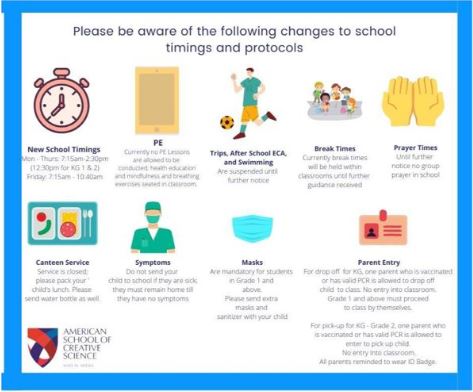 Please be aware of the following changes to school
timings and protocols
New School Timings
Mon - Thurs: 7:15am-2:30pm
(12:30pm for KG 1 & 2)
Friday: 7:15am - 10.40am
PE
Currently no PE Lessons
are allowed to be
conducted, health education
and mindfulness and breathing
exercises seated in classroom.
Trips, After School ECA,
and Swimming
Are suspended until
further notice
Break Times
Currently break times
will be held within
classrooms until further
guidance received
Prayer Times
Until further
notice no group
prayer in school
Canteen Service
Service is closed;
please pack your
child's lunch. Please
send water bottle as well
Symptoms
Do not send your
child to school if they are sick;
they must remain home till
they have no symptoms
Masks
Are mandatory for students
in Grade 1 and
above.
Please send extra
masks and
sanitizer with your child
Parent Entry
For drop off for KG, one parent who is vaccinated
or has valid PCR is allowed to drop off
child to class. No entry into classroom.
Grade 1 and above must proceed
to class by themselves.
For pick-up for KG - Grade 2, one parent who
is vaccinated or has valid PCR is allowed to
enter to pick up child.
No entry into classroom.
All parents reminded to wear ID Badge.
AMERICAN
SCHOOL OF
CREATIVE
SCIENCE